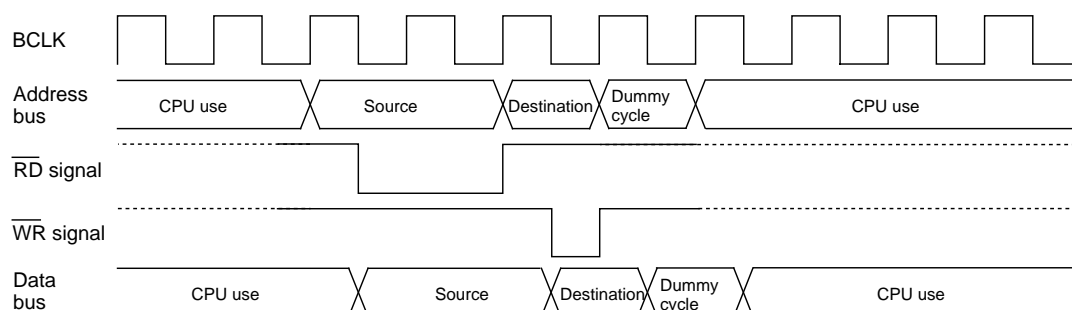 BCLK
Address
bus
CPU use
Source
Destination
Dummy
cycle
CPU use
RD signal
WR signal
Data
bus
CPU use
Source
Destination
Dummy
cycle
CPU use